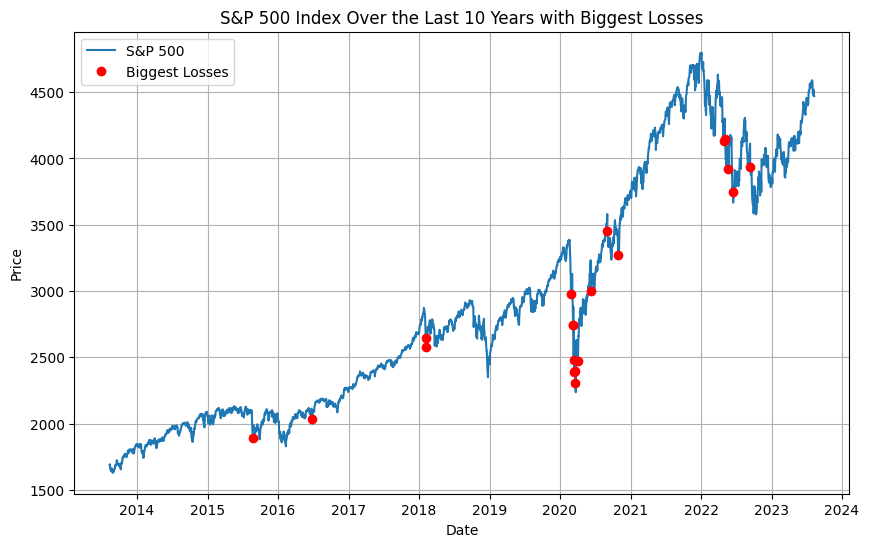 S&P 500 Index Over the Last 10 Years with Biggest Losses
S&P 500
Biggest Losses
4500
4000
3500
3000
2500
2000
1500
Price
2014 2015 2016 2017 2018 2019 2020 2021 2022 2023 2024
Date